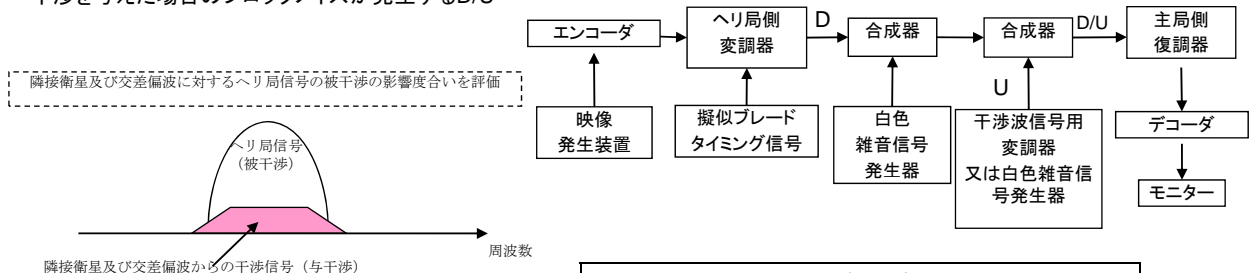 干渉を与えた場合のブロックノイズが発生するD/U
隣接衛星及び交差偏波に対するヘリ局信号の被干渉の影響度合いを評価
ヘリ局信号
(被干渉)
周波数
隣接衛星及び交差偏波からの干渉信号（与干渉）
エンコーダ
ヘリ局側
変調器
D
合成器
合成器
D/U
主局側
復調器
U
映像
発生装置
擬似ブレード
タイミング信号
白色
雑音信号
発生器
干渉波信号用
変調器
又は白色雑音信
号発生器
デコーダ
モニター